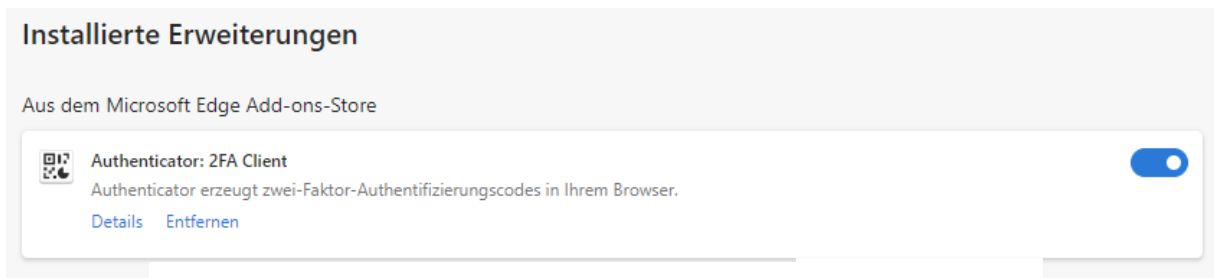 Installierte Erweiterungen
Aus dem Microsoft Edge Add-ons-Store
Authenticator: 2FA Client
Authenticator erzeugt zwei-Faktor-Authentifizierungscodes in Ihrem Browser.
Details Entfernen